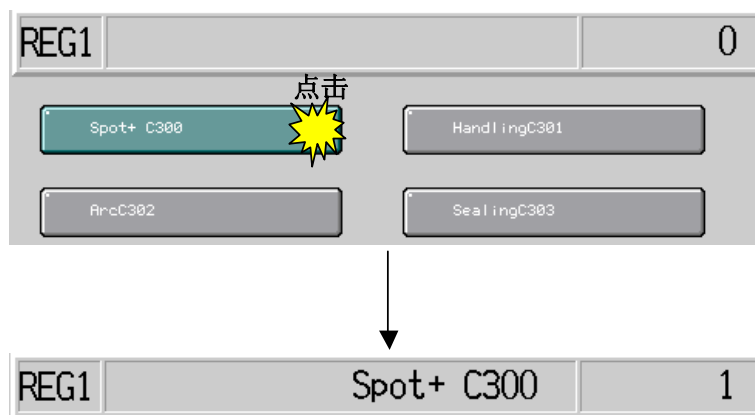 REG1 0
点击
Spot+ C300 HandlingC301
ArcC302 SealingC303
REG1 Spot+ C300 1